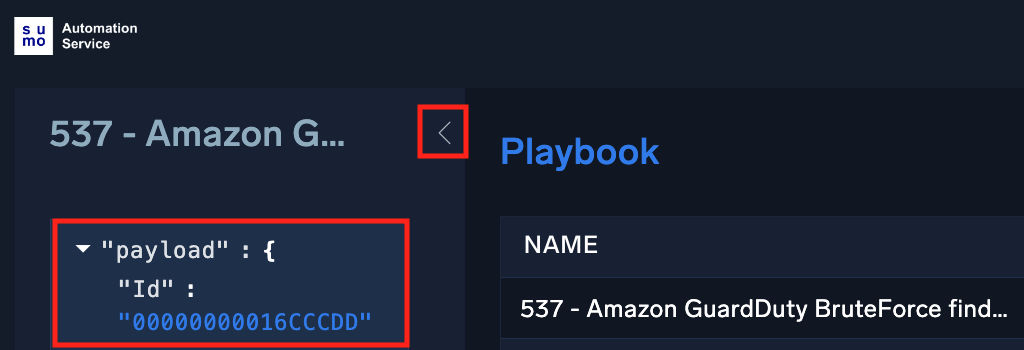 su
mo
Automation
Service
537 - Amazon G...
Playbook
"payload" : {
"Id" :
"00000000016CCCDD"
NAME
537 - Amazon GuardDuty BruteForce find...